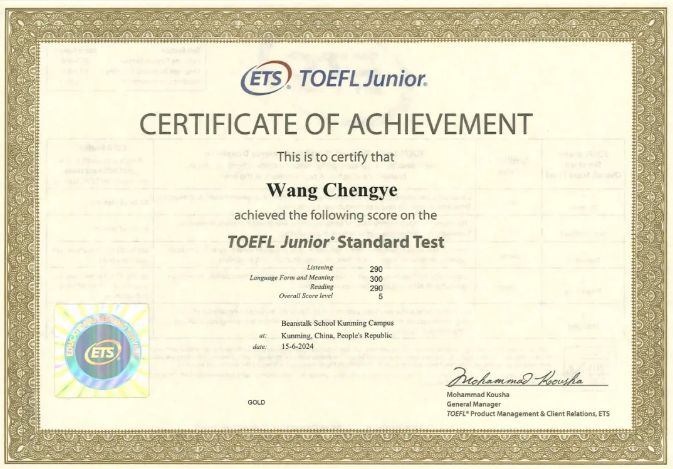 ETS® TOEFL Junior®
CERTIFICATE OF ACHIEVEMENT
This is to certify that
Wang Chengye
achieved the following score on the
TOEFL Junior® Standard Test
Listening 290
Language Form and Meaning 300
Reading 290
Overall Score level 5
Beanstalk School Kunming Campus
at: Kunming, China, People's Republic
date: 15-6-2024
ETS
GOLD
Mohammad Kousha
Mohammad Kousha
General Manager
TOEFL® Product Management & Client Relations, ETS